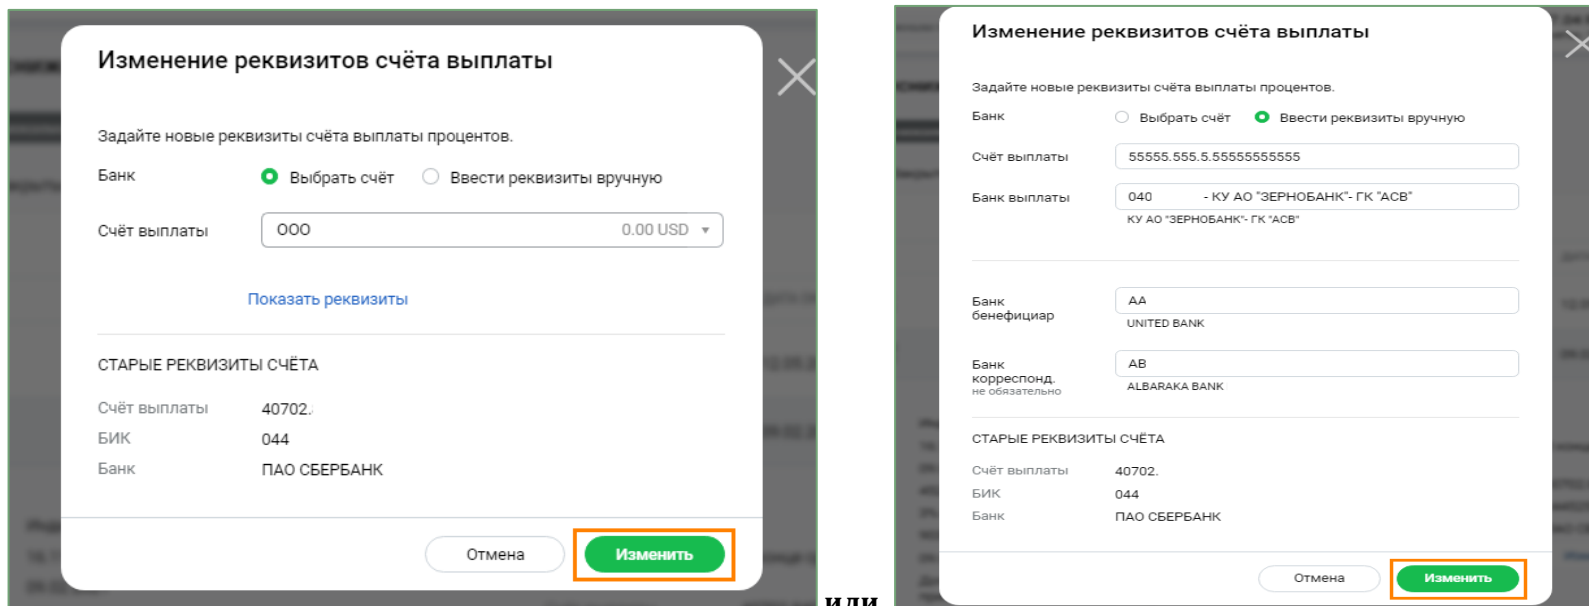 Изменение реквизитов счёта выплаты
Задайте новые реквизиты счёта выплаты процентов.
Банк Выбрать счёт Ввести реквизиты вручную
Счёт выплаты ООО 0.00 USD
Показать реквизиты
СТАРЫЕ РЕКВИЗИТЫ СЧЁТА
Счёт выплаты 40702.
БИК 044
Банк ПАО СБЕРБАНК
Отмена Изменить
или
Изменение реквизитов счёта выплаты
Задайте новые реквизиты счёта выплаты процентов.
Банк Выбрать счёт Ввести реквизиты вручную
Счёт выплаты 55555.555.5.55555555555
Банк выплаты 040 - КУ АО "ЗЕРНОБАНК"- ГК "АСВ"
КУ АО "ЗЕРНОБАНК"- ГК "АСВ"
Банк
бенефициар
AA
UNITED BANK
Банк
корреспонд.
не обязательно
AB
ALBARAKA BANK
СТАРЫЕ РЕКВИЗИТЫ СЧЁТА
Счёт выплаты 40702.
БИК 044
Банк ПАО СБЕРБАНК
Отмена Изменить